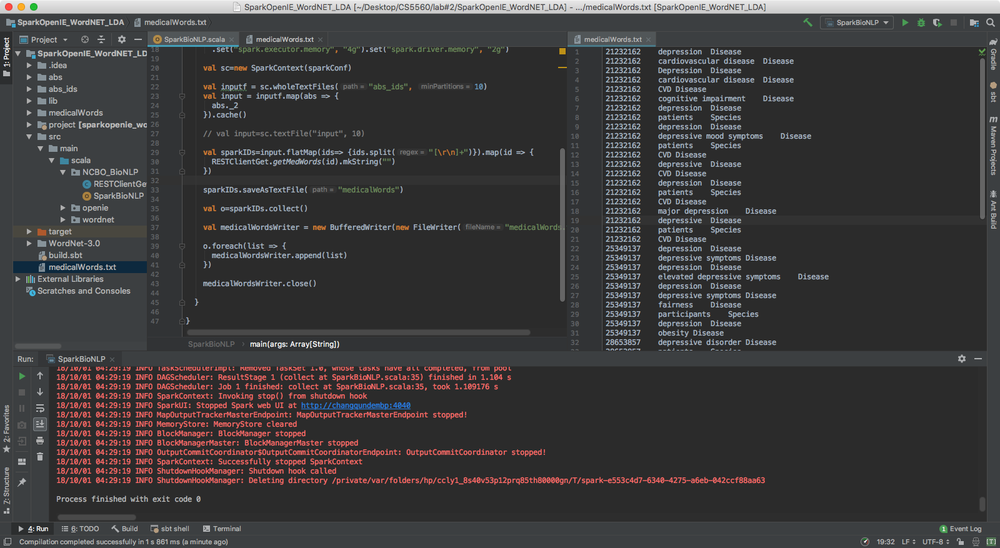 SparkOpenIE_WordNET_LDA [~/Desktop/CS5560/lab#2/SparkOpenIE_WordNET_LDA] - .../medicalWords.txt [SparkOpenIE_WordNET_LDA]
SparkOpenIE_WordNET_LDA medicalWords.txt SparkBioNLP
1: Project
Project
SparkOpenIE_WordNET_LD
.idea
abs
abs_ids
lib
medicalWords
project [sparkopenie_wo
src
main
scala
NCBO_BioNLP
RESTClientGe
SparkBioNLP
openie
wordnet
target
WordNet-3.0
build.sbt
medicalWords.txt
External Libraries
Scratches and Consoles
SparkBioNLP.scala medicalWords.txt
18 .set("spark.executor.memory", "4g").set("spark.driver.memory", "2g")
19
20 val sc=new SparkContext(sparkConf)
21
22 val inputf = sc.wholeTextFiles( path = "abs_ids", minPartitions = 10)
23 val input = inputf.map(abs => {
24 abs._2
25 }).cache()
26
27 // val input=sc.textFile("input", 10)
28
29 val sparkIDs=input.flatMap(ids=> {ids.split( regex = "[\r\n]+")}).map(id => {
30 RESTClientGet.getMedWords(id).mkString("")
31 })
32
33 sparkIDs.saveAsTextFile( path = "medicalWords")
34
35 val o=sparkIDs.collect()
36
37 val medicalWordsWriter = new BufferedWriter(new FileWriter( fileName = "medicalWords.
38
39 o.foreach(list => {
40 medicalWordsWriter.append(list)
41 })
42
43 medicalWordsWriter.close()
44
45 }
46
47 }
SparkBioNLP › main(args: Array[String])
medicalWords.txt
1 21232162 depression Disease
2 21232162 cardiovascular disease Disease
3 21232162 Depression Disease
4 21232162 cardiovascular disease Disease
5 21232162 CVD Disease
6 21232162 cognitive impairment Disease
7 21232162 depression Disease
8 21232162 patients Species
9 21232162 depression Disease
10 21232162 depressive mood symptoms Disease
11 21232162 patients Species
12 21232162 CVD Disease
13 21232162 depressive Disease
14 21232162 CVD Disease
15 21232162 depression Disease
16 21232162 patients Species
17 21232162 CVD Disease
18 21232162 major depression Disease
19 21232162 depressive Disease
20 21232162 patients Species
21 21232162 CVD Disease
22 25349137 depression Disease
23 25349137 depressive symptoms Disease
24 25349137 depression Disease
25 25349137 elevated depressive symptoms Disease
26 25349137 depression Disease
27 25349137 depressive symptoms Disease
28 25349137 fairness Disease
29 25349137 participants Species
30 25349137 depression Disease
31 25349137 obesity Disease
32 28653857 depressive disorder Disease
28653857 patients Species
Gradle
sbt
m Maven Projects
Ant Build
Run: SparkBioNLP
18/10/01 04:29:19 INFO TaskSchedulerImpl: Removed TaskSet 1.0, whose tasks have all completed, from pool
18/10/01 04:29:19 INFO DAGScheduler: ResultStage 1 (collect at SparkBioNLP.scala:35) finished in 1.104 s
18/10/01 04:29:19 INFO DAGScheduler: Job 1 finished: collect at SparkBioNLP.scala:35, took 1.109176 s
18/10/01 04:29:19 INFO SparkContext: Invoking stop() from shutdown hook
18/10/01 04:29:19 INFO SparkUI: Stopped Spark web UI at http://changgundembp:4040
18/10/01 04:29:19 INFO MapOutputTrackerMasterEndpoint: MapOutputTrackerMasterEndpoint stopped!
18/10/01 04:29:19 INFO MemoryStore: MemoryStore cleared
18/10/01 04:29:19 INFO BlockManager: BlockManager stopped
18/10/01 04:29:19 INFO BlockManagerMaster: BlockManagerMaster stopped
18/10/01 04:29:19 INFO OutputCommitCoordinator$OutputCommitCoordinatorEndpoint: OutputCommitCoordinator stopped!
18/10/01 04:29:19 INFO SparkContext: Successfully stopped SparkContext
18/10/01 04:29:19 INFO ShutdownHookManager: Shutdown hook called
18/10/01 04:29:19 INFO ShutdownHookManager: Deleting directory /private/var/folders/hp/ccly1_8s40v53p12prq85th80000gn/T/spark-e553c4d7-6340-4275-a6eb-042ccf88aa63
Process finished with exit code 0
2: Favorites
Z: Structure
4: Run 6: TODO Build sbt shell Terminal 1 Event Log
Compilation completed successfully in 1 s 861 ms (a minute ago) 19:32 LF UTF-8 [T]